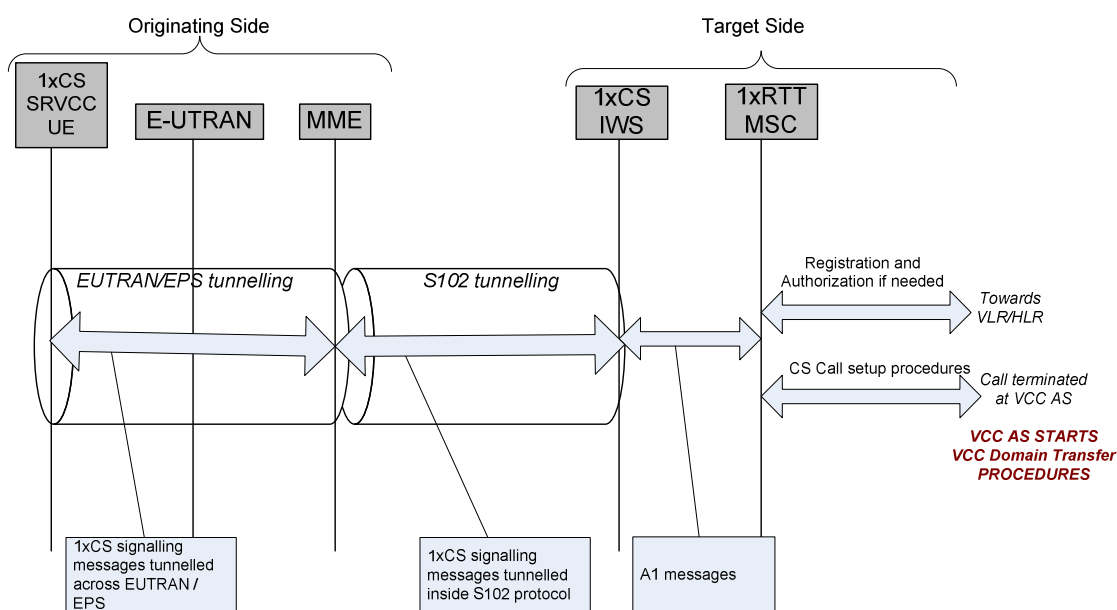 Originating Side
Target Side
1xCS
SRVCC
UE
E-UTRAN
MME
1xCS
IWS
1xRTT
MSC
EUTRAN/EPS tunnelling
S102 tunnelling
Registration and
Authorization if needed
Towards
VLR/HLR
CS Call setup procedures
Call terminated
at VCC AS
VCC AS STARTS
VCC Domain Transfer
PROCEDURES
1xCS signalling
messages tunnelled
across EUTRAN /
EPS
1xCS signalling
messages tunnelled
inside S102 protocol
A1 messages